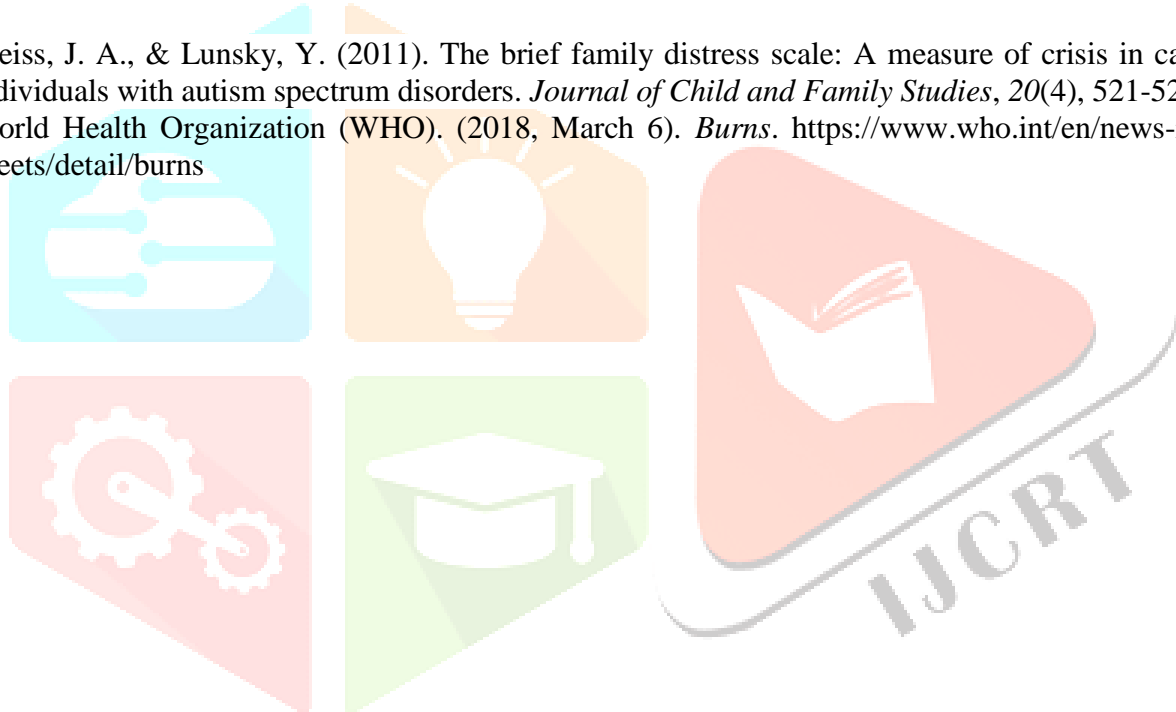 eiss, J. A., & Lunsky, Y. (2011). The brief family distress scale: A measure of crisis in ca
dividuals with autism spectrum disorders. Journal of Child and Family Studies, 20(4), 521-52
orld Health Organization (WHO). (2018, March 6). Burns. https://www.who.int/en/news-
eets/detail/burns
IJCRT